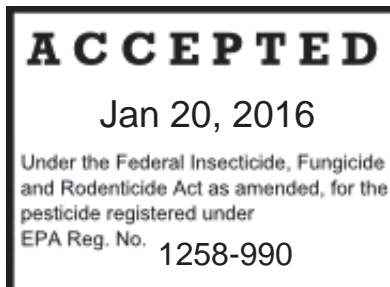 ACCEPTED
Jan 20, 2016
Under the Federal Insecticide, Fungicide
and Rodenticide Act as amended, for the
pesticide registered under
EPA Reg. No. 1258-990